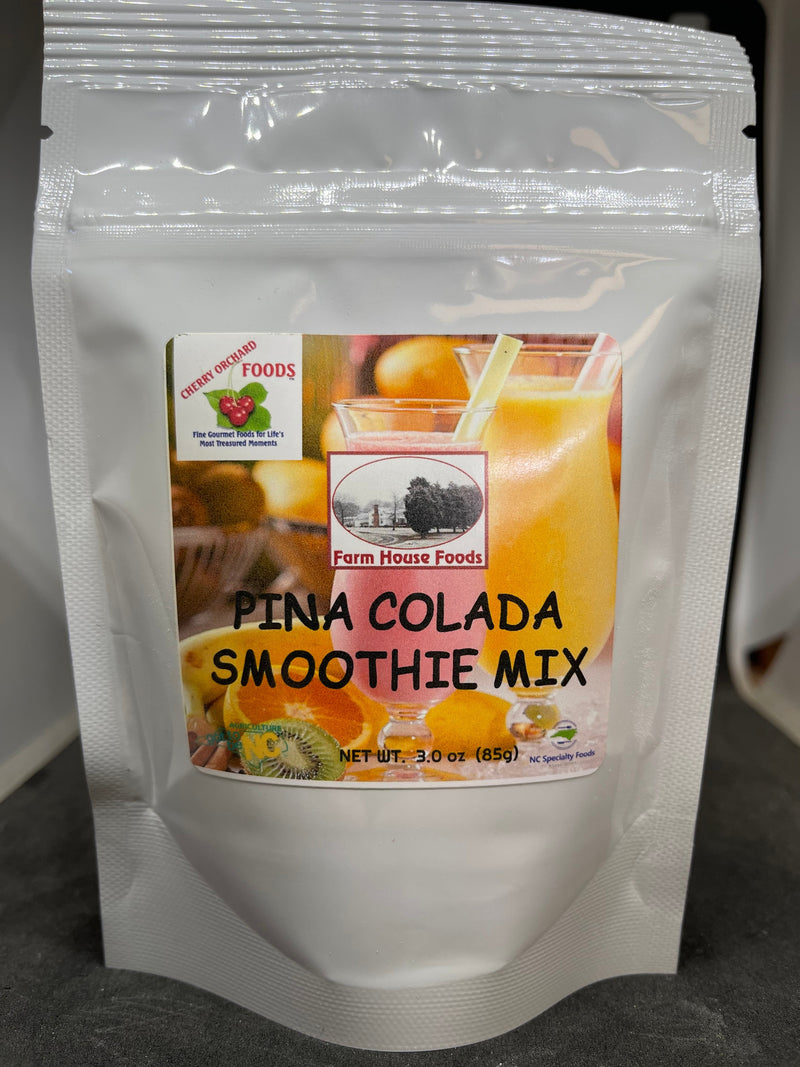 CHERRY ORCHARD
FOODS
Fine Gourmet Foods for Life's
Most Treasured Moments
Farm House Foods
PINA COLADA
SMOOTHIE MIX
AGRICULTURE
NET WT. 3.0 oz (85g)
NC Specialty Foods